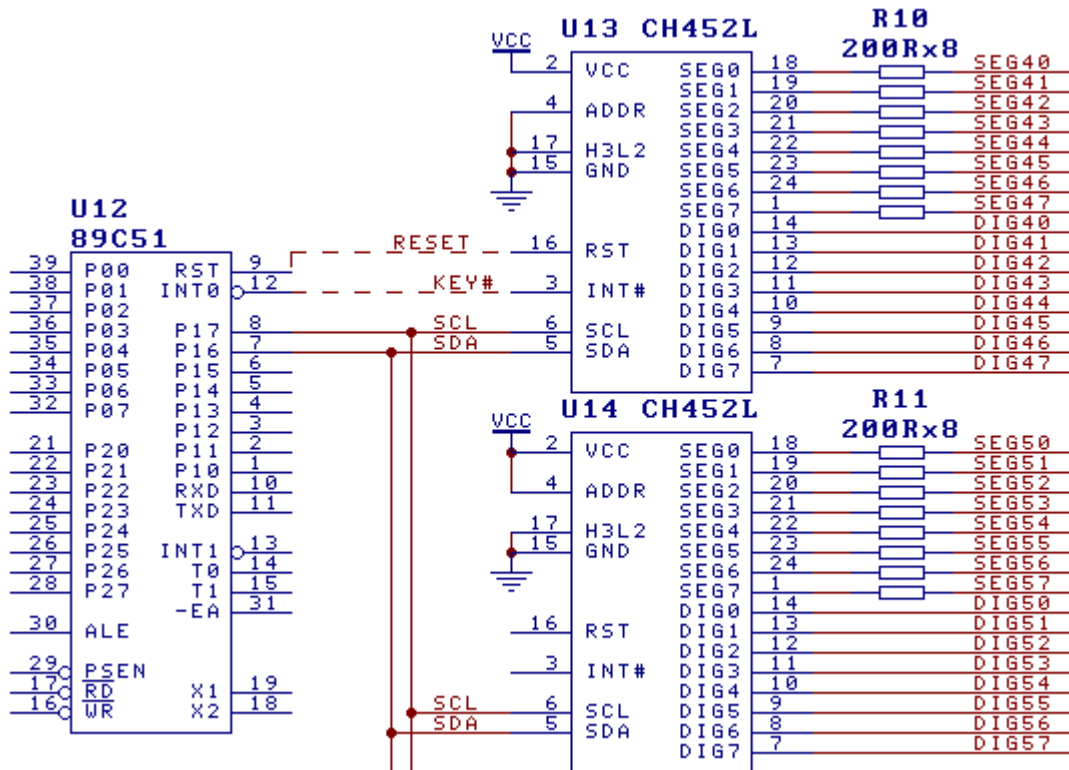 U12
89C51
39 P00 RST 9
38 P01 INT0 12
37 P02
36 P03 P17 8
35 P04 P16 7
34 P05 P15 6
33 P06 P14 5
32 P07 P13 4
P12 3
21 P20 P11 2
22 P21 P10 1
23 P22 RXD 10
24 P23 TXD 11
25 P24
26 P25 INT1 13
27 P26 T0 14
28 P27 T1 15
-EA 31
30 ALE
29 PSEN
17 RD X1 19
16 WR X2 18
RESET
KEY#
SCL
SDA
SCL
SDA
U13 CH452L
VCC
R10
200Rx8
2 VCC SEG0 18 SEG40
SEG1 19 SEG41
4 ADDR SEG2 20 SEG42
SEG3 21 SEG43
17 H3L2 SEG4 22 SEG44
15 GND SEG5 23 SEG45
SEG6 24 SEG46
SEG7 1 SEG47
DIG0 14 DIG40
16 RST DIG1 13 DIG41
DIG2 12 DIG42
3 INT# DIG3 11 DIG43
DIG4 10 DIG44
6 SCL DIG5 9 DIG45
5 SDA DIG6 8 DIG46
DIG7 7 DIG47
U14 CH452L
VCC
R11
200Rx8
2 VCC SEG0 18 SEG50
SEG1 19 SEG51
4 ADDR SEG2 20 SEG52
SEG3 21 SEG53
17 H3L2 SEG4 22 SEG54
15 GND SEG5 23 SEG55
SEG6 24 SEG56
SEG7 1 SEG57
DIG0 14 DIG50
16 RST DIG1 13 DIG51
DIG2 12 DIG52
3 INT# DIG3 11 DIG53
DIG4 10 DIG54
6 SCL DIG5 9 DIG55
5 SDA DIG6 8 DIG56
DIG7 7 DIG57